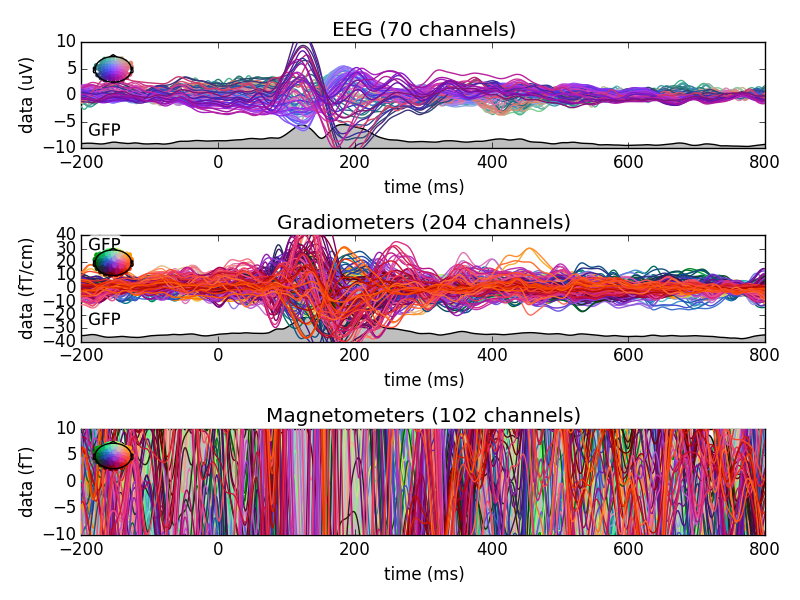 EEG (70 channels)
data (uV)
10
5
0
−5
−10
GFP
−200 0 200 400 600 800
time (ms)
Gradiometers (204 channels)
data (fT/cm)
40
30
20
10
0
−10
−20
−30
−40
GFP
GFP
−200 0 200 400 600 800
time (ms)
Magnetometers (102 channels)
data (fT)
10
5
0
−5
−10
−200 0 200 400 600 800
time (ms)